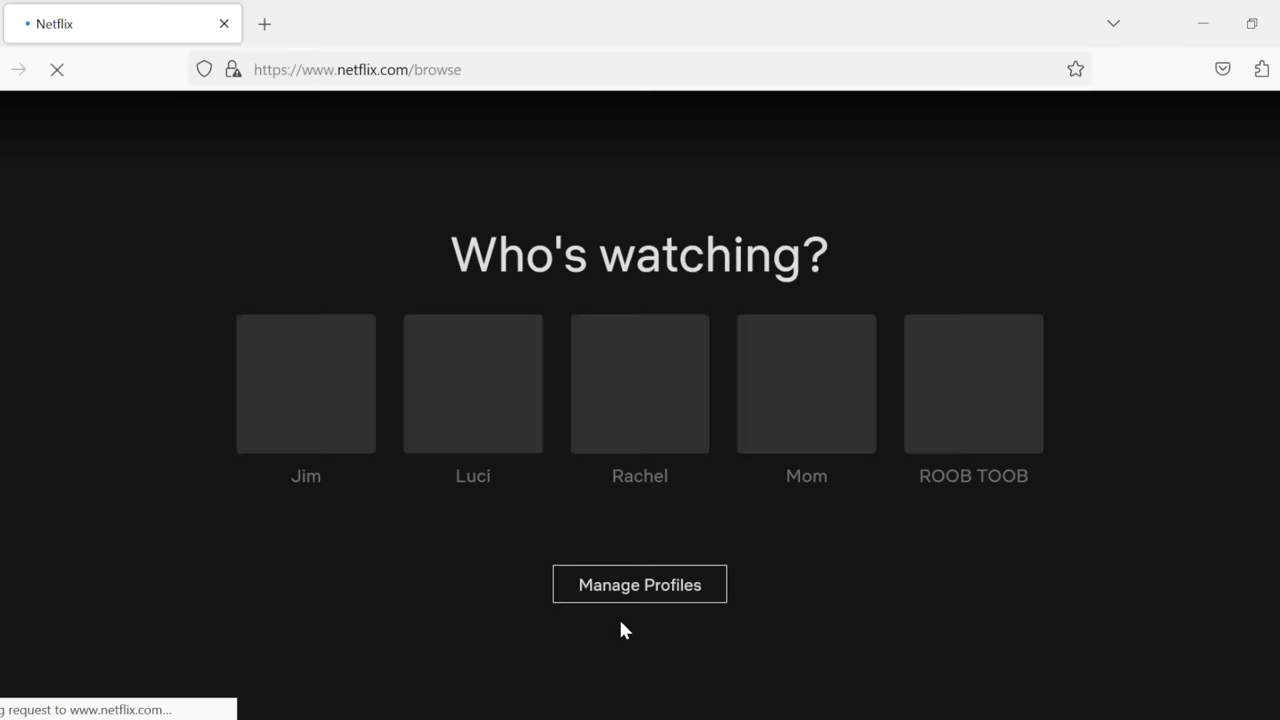 Netflix
https://www.netflix.com/browse
Who's watching?
Jim
Luci
Rachel
Mom
ROOB TOOB
Manage Profiles
g request to www.netflix.com...